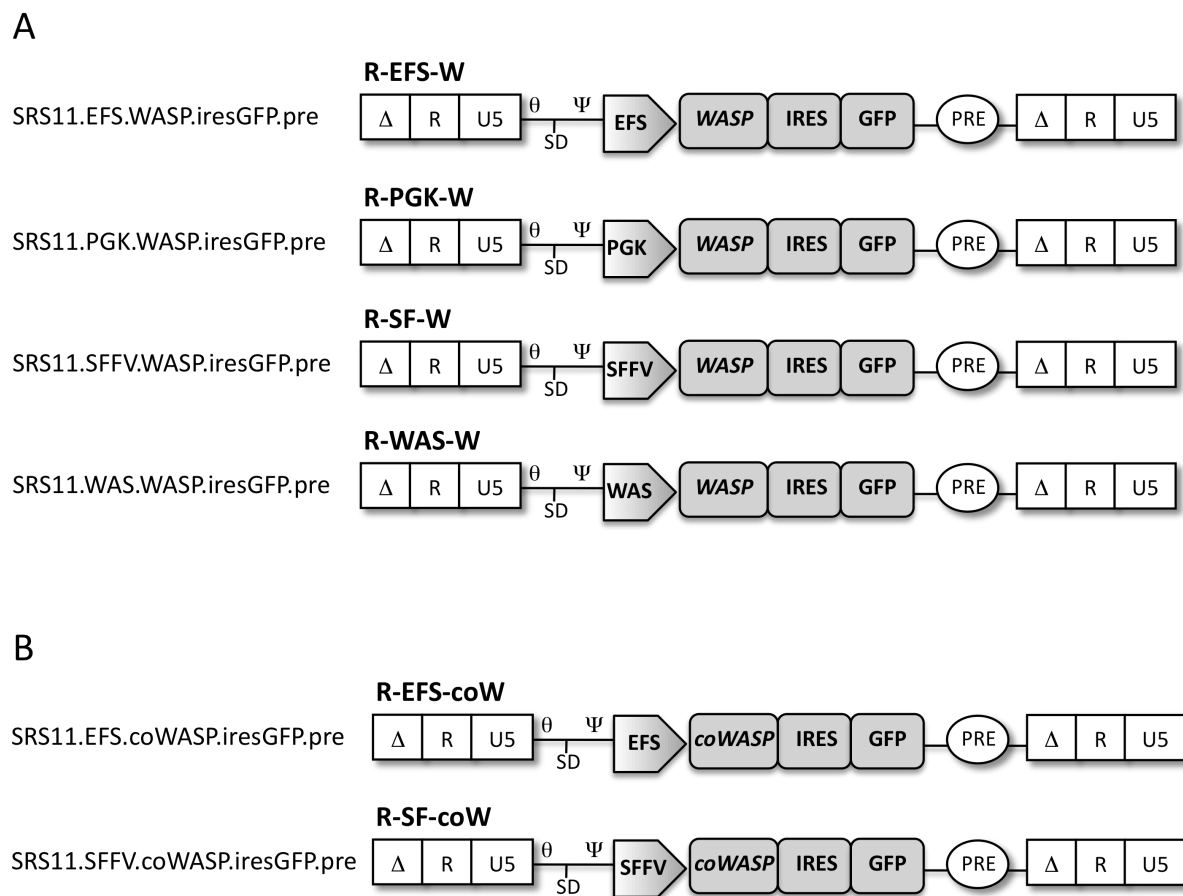 A
R-EFS-W
SRS11.EFS.WASP.iresGFP.pre Δ R U5 θ SD Ψ EFS WASP IRES GFP PRE Δ R U5
R-PGK-W
SRS11.PGK.WASP.iresGFP.pre Δ R U5 θ SD Ψ PGK WASP IRES GFP PRE Δ R U5
R-SF-W
SRS11.SFFV.WASP.iresGFP.pre Δ R U5 θ SD Ψ SFFV WASP IRES GFP PRE Δ R U5
R-WAS-W
SRS11.WAS.WASP.iresGFP.pre Δ R U5 θ SD Ψ WAS WASP IRES GFP PRE Δ R U5
B
R-EFS-coW
SRS11.EFS.coWASP.iresGFP.pre Δ R U5 θ SD Ψ EFS coWASP IRES GFP PRE Δ R U5
R-SF-coW
SRS11.SFFV.coWASP.iresGFP.pre Δ R U5 θ SD Ψ SFFV coWASP IRES GFP PRE Δ R U5